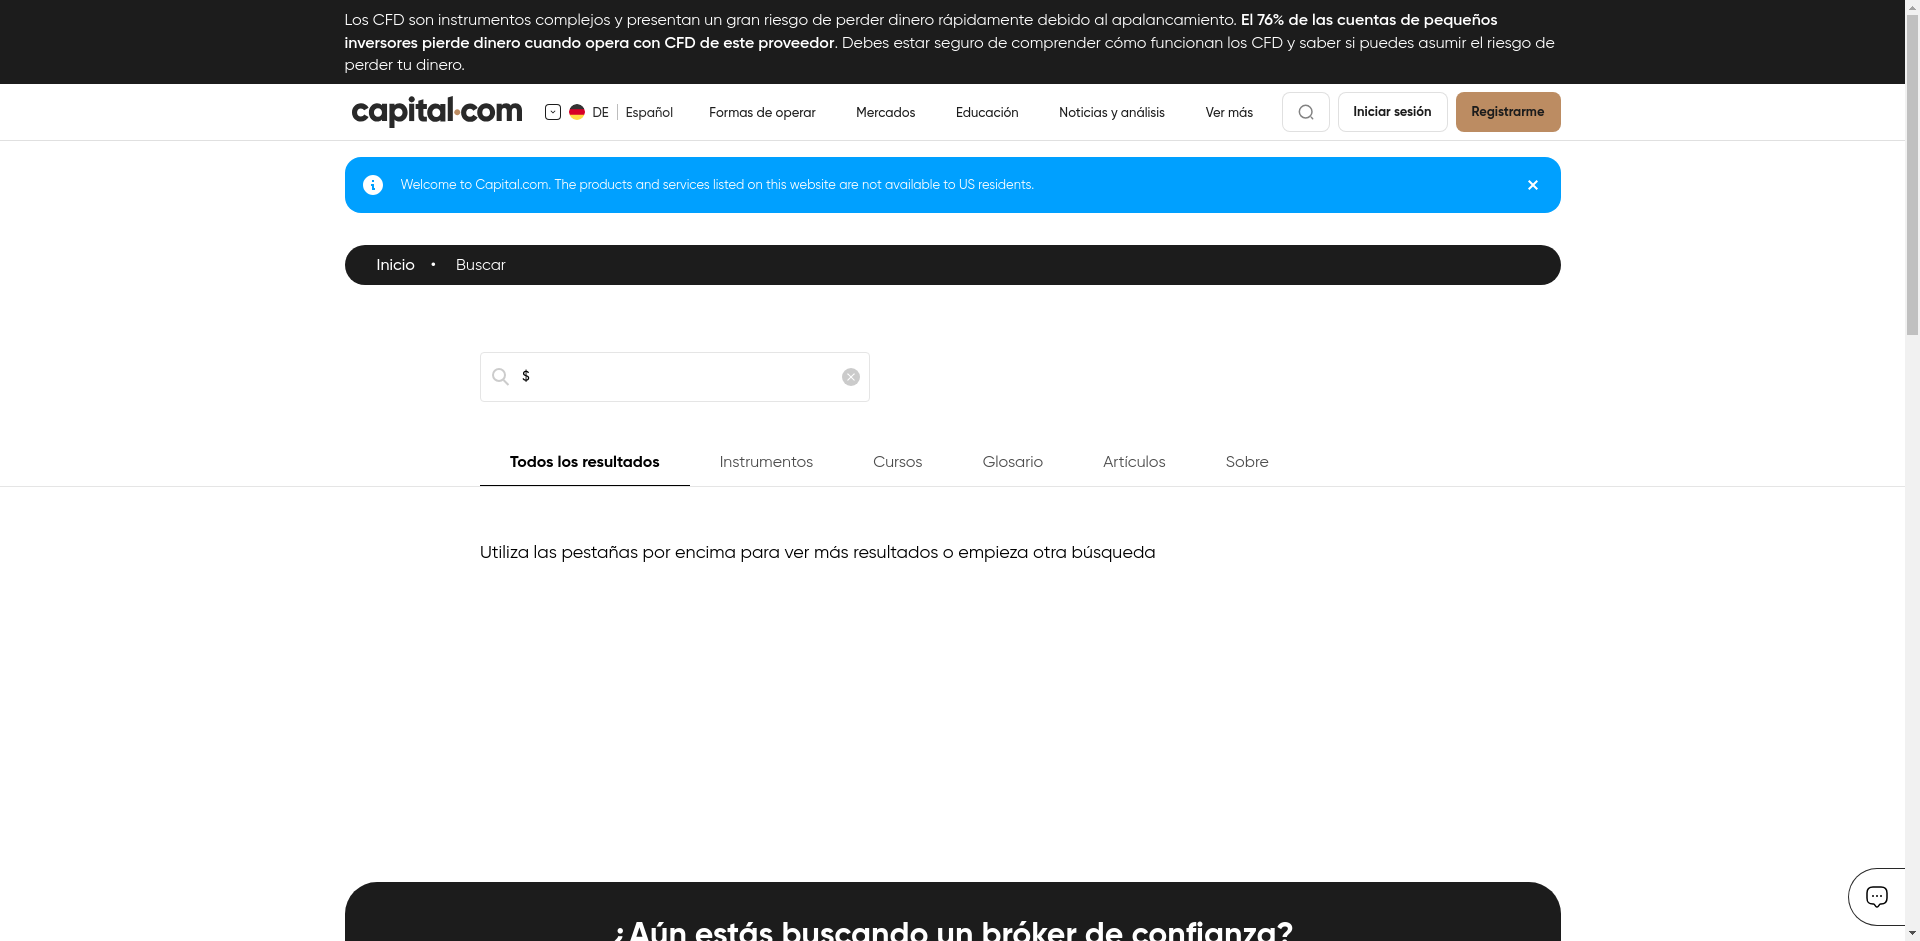 Los CFD son instrumentos complejos y presentan un gran riesgo de perder dinero rápidamente debido al apalancamiento. El 76% de las cuentas de pequeños
inversores pierde dinero cuando opera con CFD de este proveedor. Debes estar seguro de comprender cómo funcionan los CFD y saber si puedes asumir el riesgo de
perder tu dinero.
capital.com
DE
Español
Formas de operar
Mercados
Educación
Noticias y análisis
Ver más
Iniciar sesión
Registrarme
Welcome to Capital.com. The products and services listed on this website are not available to US residents.
Inicio • Buscar
$
Todos los resultados
Instrumentos
Cursos
Glosario
Artículos
Sobre
Utiliza las pestañas por encima para ver más resultados o empieza otra búsqueda
¿Aún estás buscando un bróker de confianza?